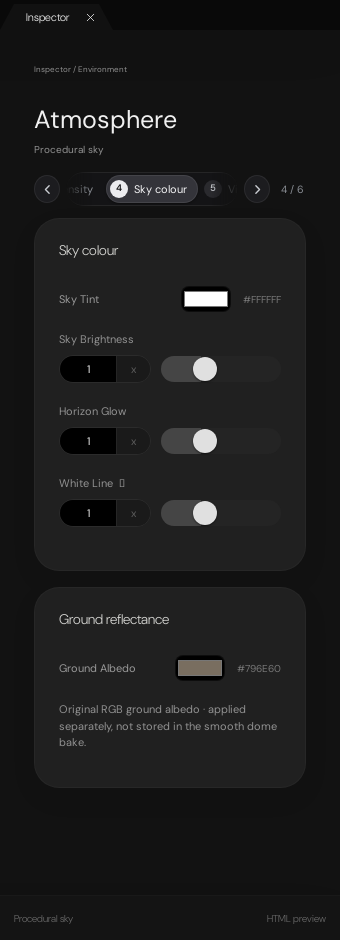 Inspector
Inspector / Environment
Atmosphere
Procedural sky
nsity 4 Sky colour 5 4 / 6
Sky colour
Sky Tint #FFFFFF
Sky Brightness
1 x
Horizon Glow
1 x
White Line
1 x
Ground reflectance
Ground Albedo #796E60
Original RGB ground albedo · applied
separately, not stored in the smooth dome
bake.
Procedural sky HTML preview